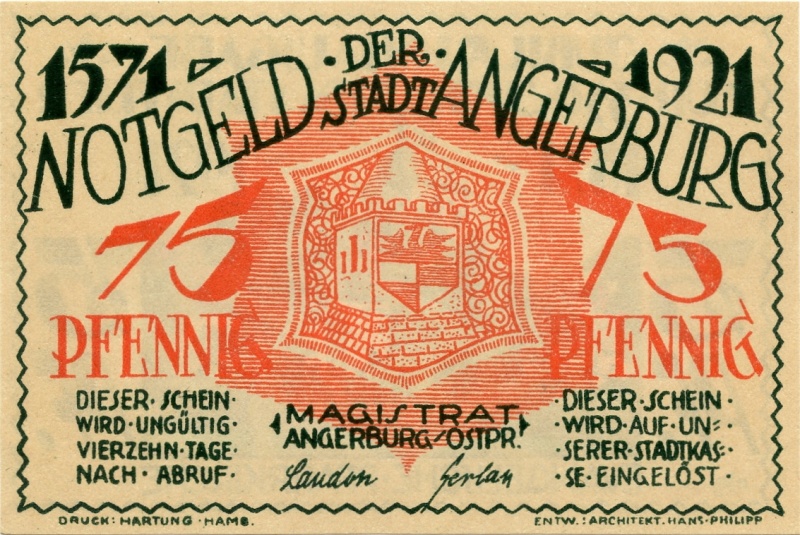 1571 · DER · 1921
NOTGELD STADT ANGERBURG
75 75
PFENNIG PFENNIG
DIESER · SCHEIN ·
WIRD · UNGÜLTIG ·
VIERZEHN · TAGE ·
NACH · ABRUF ·
MAGISTRAT
ANGERBURG/OSTPR.
Laudon
· DIESER · SCHEIN ·
· WIRD · AUF · UN=
· SERER · STADTKAS=
· SE · EINGELÖST ·
DRUCK: HARTUNG · HAMB.
ENTW.: ARCHITEKT. HANS · PHILIPP